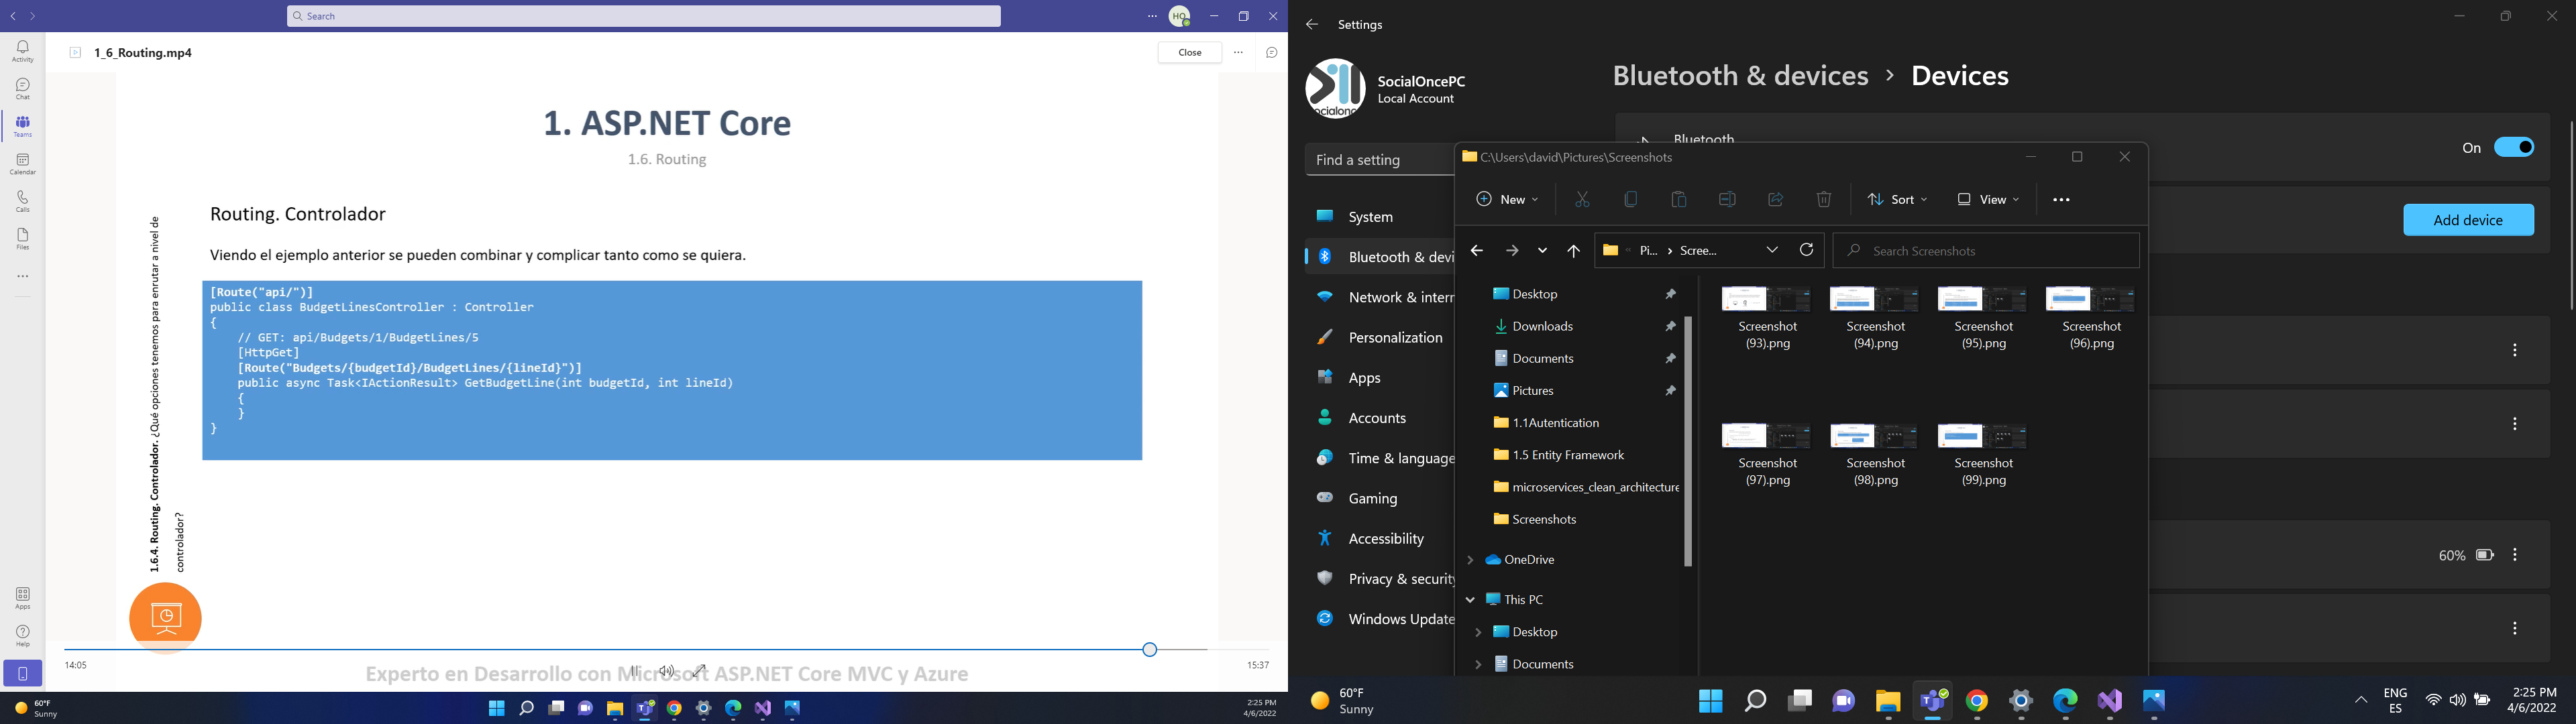 Search
HQ
Activity
Chat
Teams
Calendar
Calls
Files
Apps
Help
1_6_Routing.mp4
Close
1. ASP.NET Core
1.6. Routing
1.6.4. Routing. Controlador. ¿Qué opciones tenemos para enrutar a nivel de
controlador?
Routing. Controlador
Viendo el ejemplo anterior se pueden combinar y complicar tanto como se quiera.
[Route("api/")]
public class BudgetLinesController : Controller
{
// GET: api/Budgets/1/BudgetLines/5
[HttpGet]
[Route("Budgets/{budgetId}/BudgetLines/{lineId}")]
public async Task<IActionResult> GetBudgetLine(int budgetId, int lineId)
{
}
}
14:05
15:37
Experto en Desarrollo con Microsoft ASP.NET Core MVC y Azure
60°F
Sunny
2:25 PM
4/6/2022
Settings
SocialOncePC
Local Account
Find a setting
System
Bluetooth & devi
Network & intern
Personalization
Apps
Accounts
Time & language
Gaming
Accessibility
Privacy & security
Windows Update
Bluetooth & devices > Devices
Bluetooth
On
Add device
60%
C:\Users\david\Pictures\Screenshots
New
Sort
View
Pi... > Scree...
Search Screenshots
Desktop
Downloads
Documents
Pictures
1.1Autentication
1.5 Entity Framework
microservices_clean_architecture
Screenshots
OneDrive
This PC
Desktop
Documents
Screenshot
(93).png
Screenshot
(94).png
Screenshot
(95).png
Screenshot
(96).png
Screenshot
(97).png
Screenshot
(98).png
Screenshot
(99).png
60°F
Sunny
ENG
ES
2:25 PM
4/6/2022